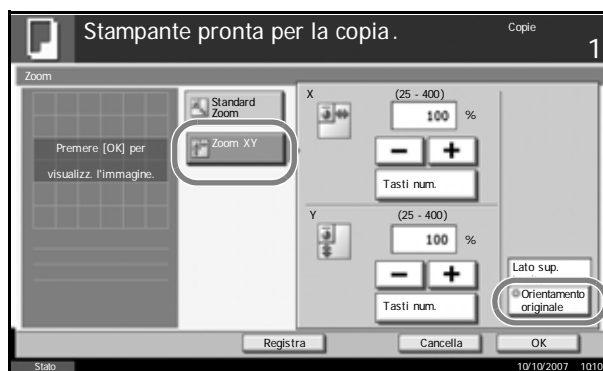 Stampante pronta per la copia.
Copie
1
Zoom
Premere [OK] per
visualizz. l'immagine.
Standard
Zoom
Zoom XY
X
(25 - 400)
100 %
− +
Tasti num.
Y
(25 - 400)
100 %
− +
Tasti num.
Lato sup.
Orientamento
originale
Registra
Cancella
OK
Stato
10/10/2007 1010